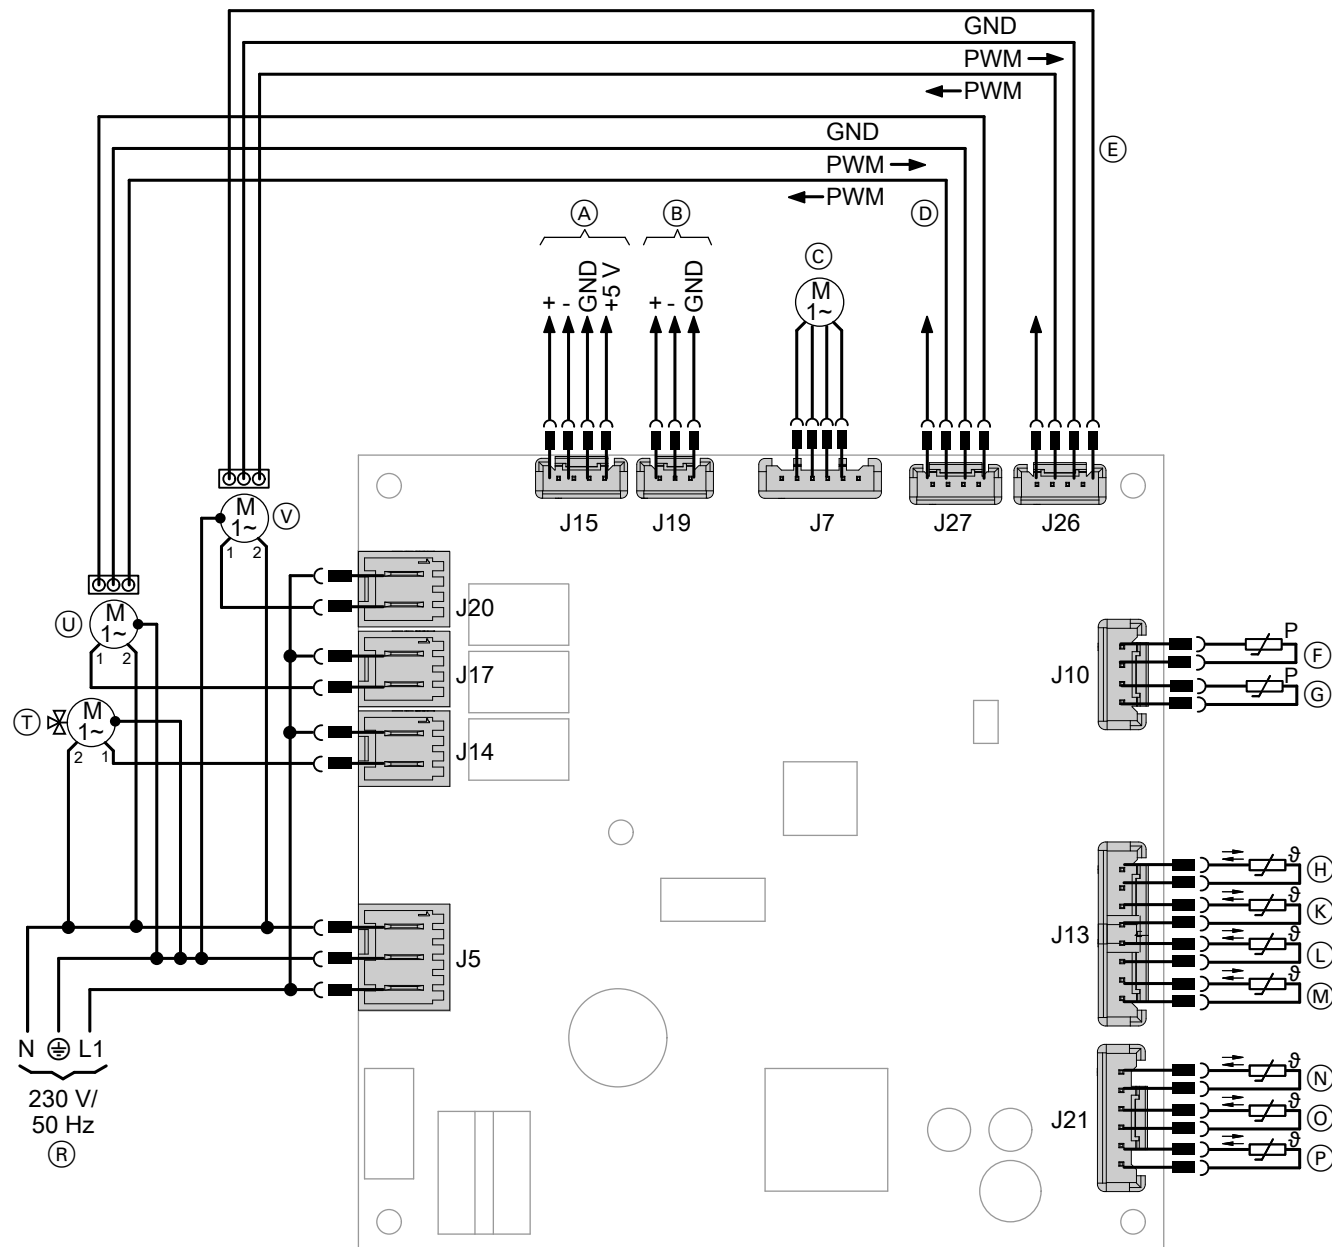 GND
PWM
PWM
GND
E
PWM
PWM
A
B
D
C
+
-
GND
+5 V
+
-
GND
M
1~
J15
J19
J7
J27
J26
M
1~
V
1
2
J20
U
M
1~
1
2
J17
J10
P
F
P
G
T
M
1~
2
1
J14
J5
J13
ϑ
H
ϑ
K
ϑ
L
ϑ
M
N
L1
230 V/
50 Hz
R
J21
ϑ
N
ϑ
O
ϑ
P